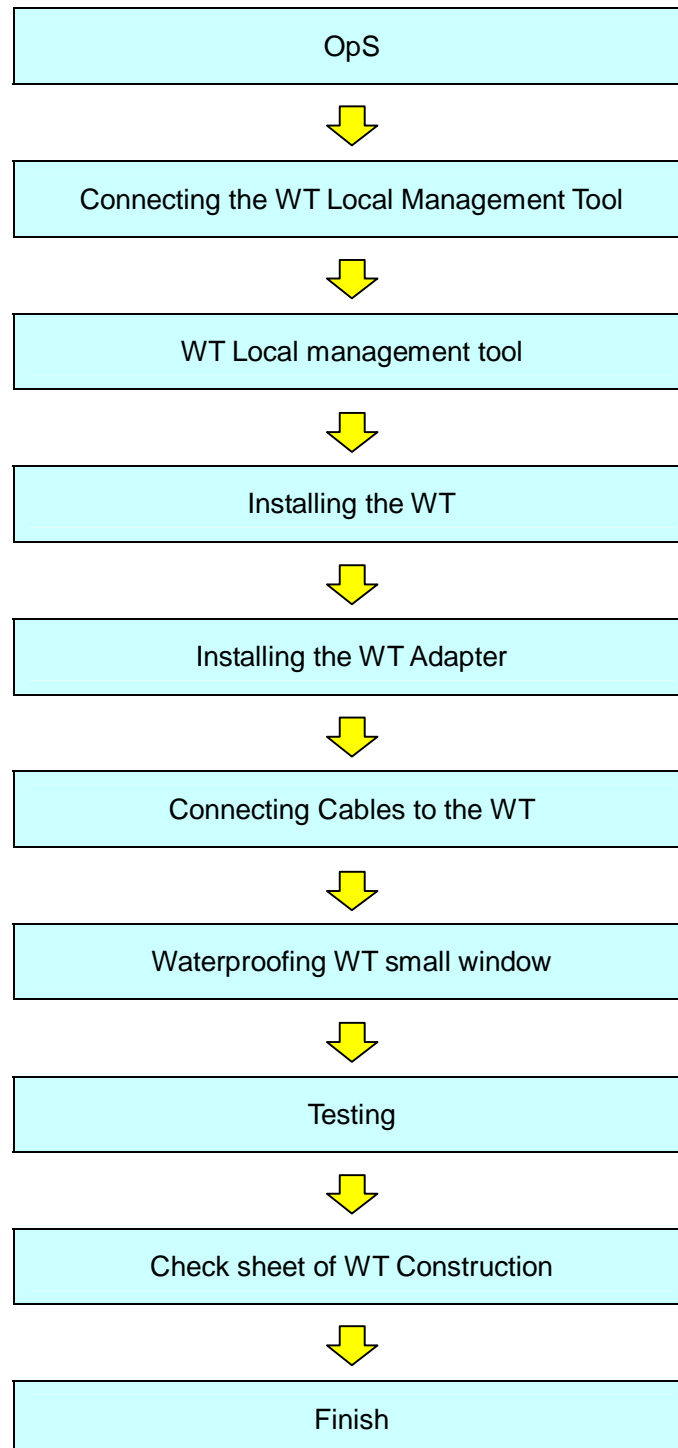 OpS
Connecting the WT Local Management Tool
WT Local management tool
Installing the WT
Installing the WT Adapter
Connecting Cables to the WT
Waterproofing WT small window
Testing
Check sheet of WT Construction
Finish